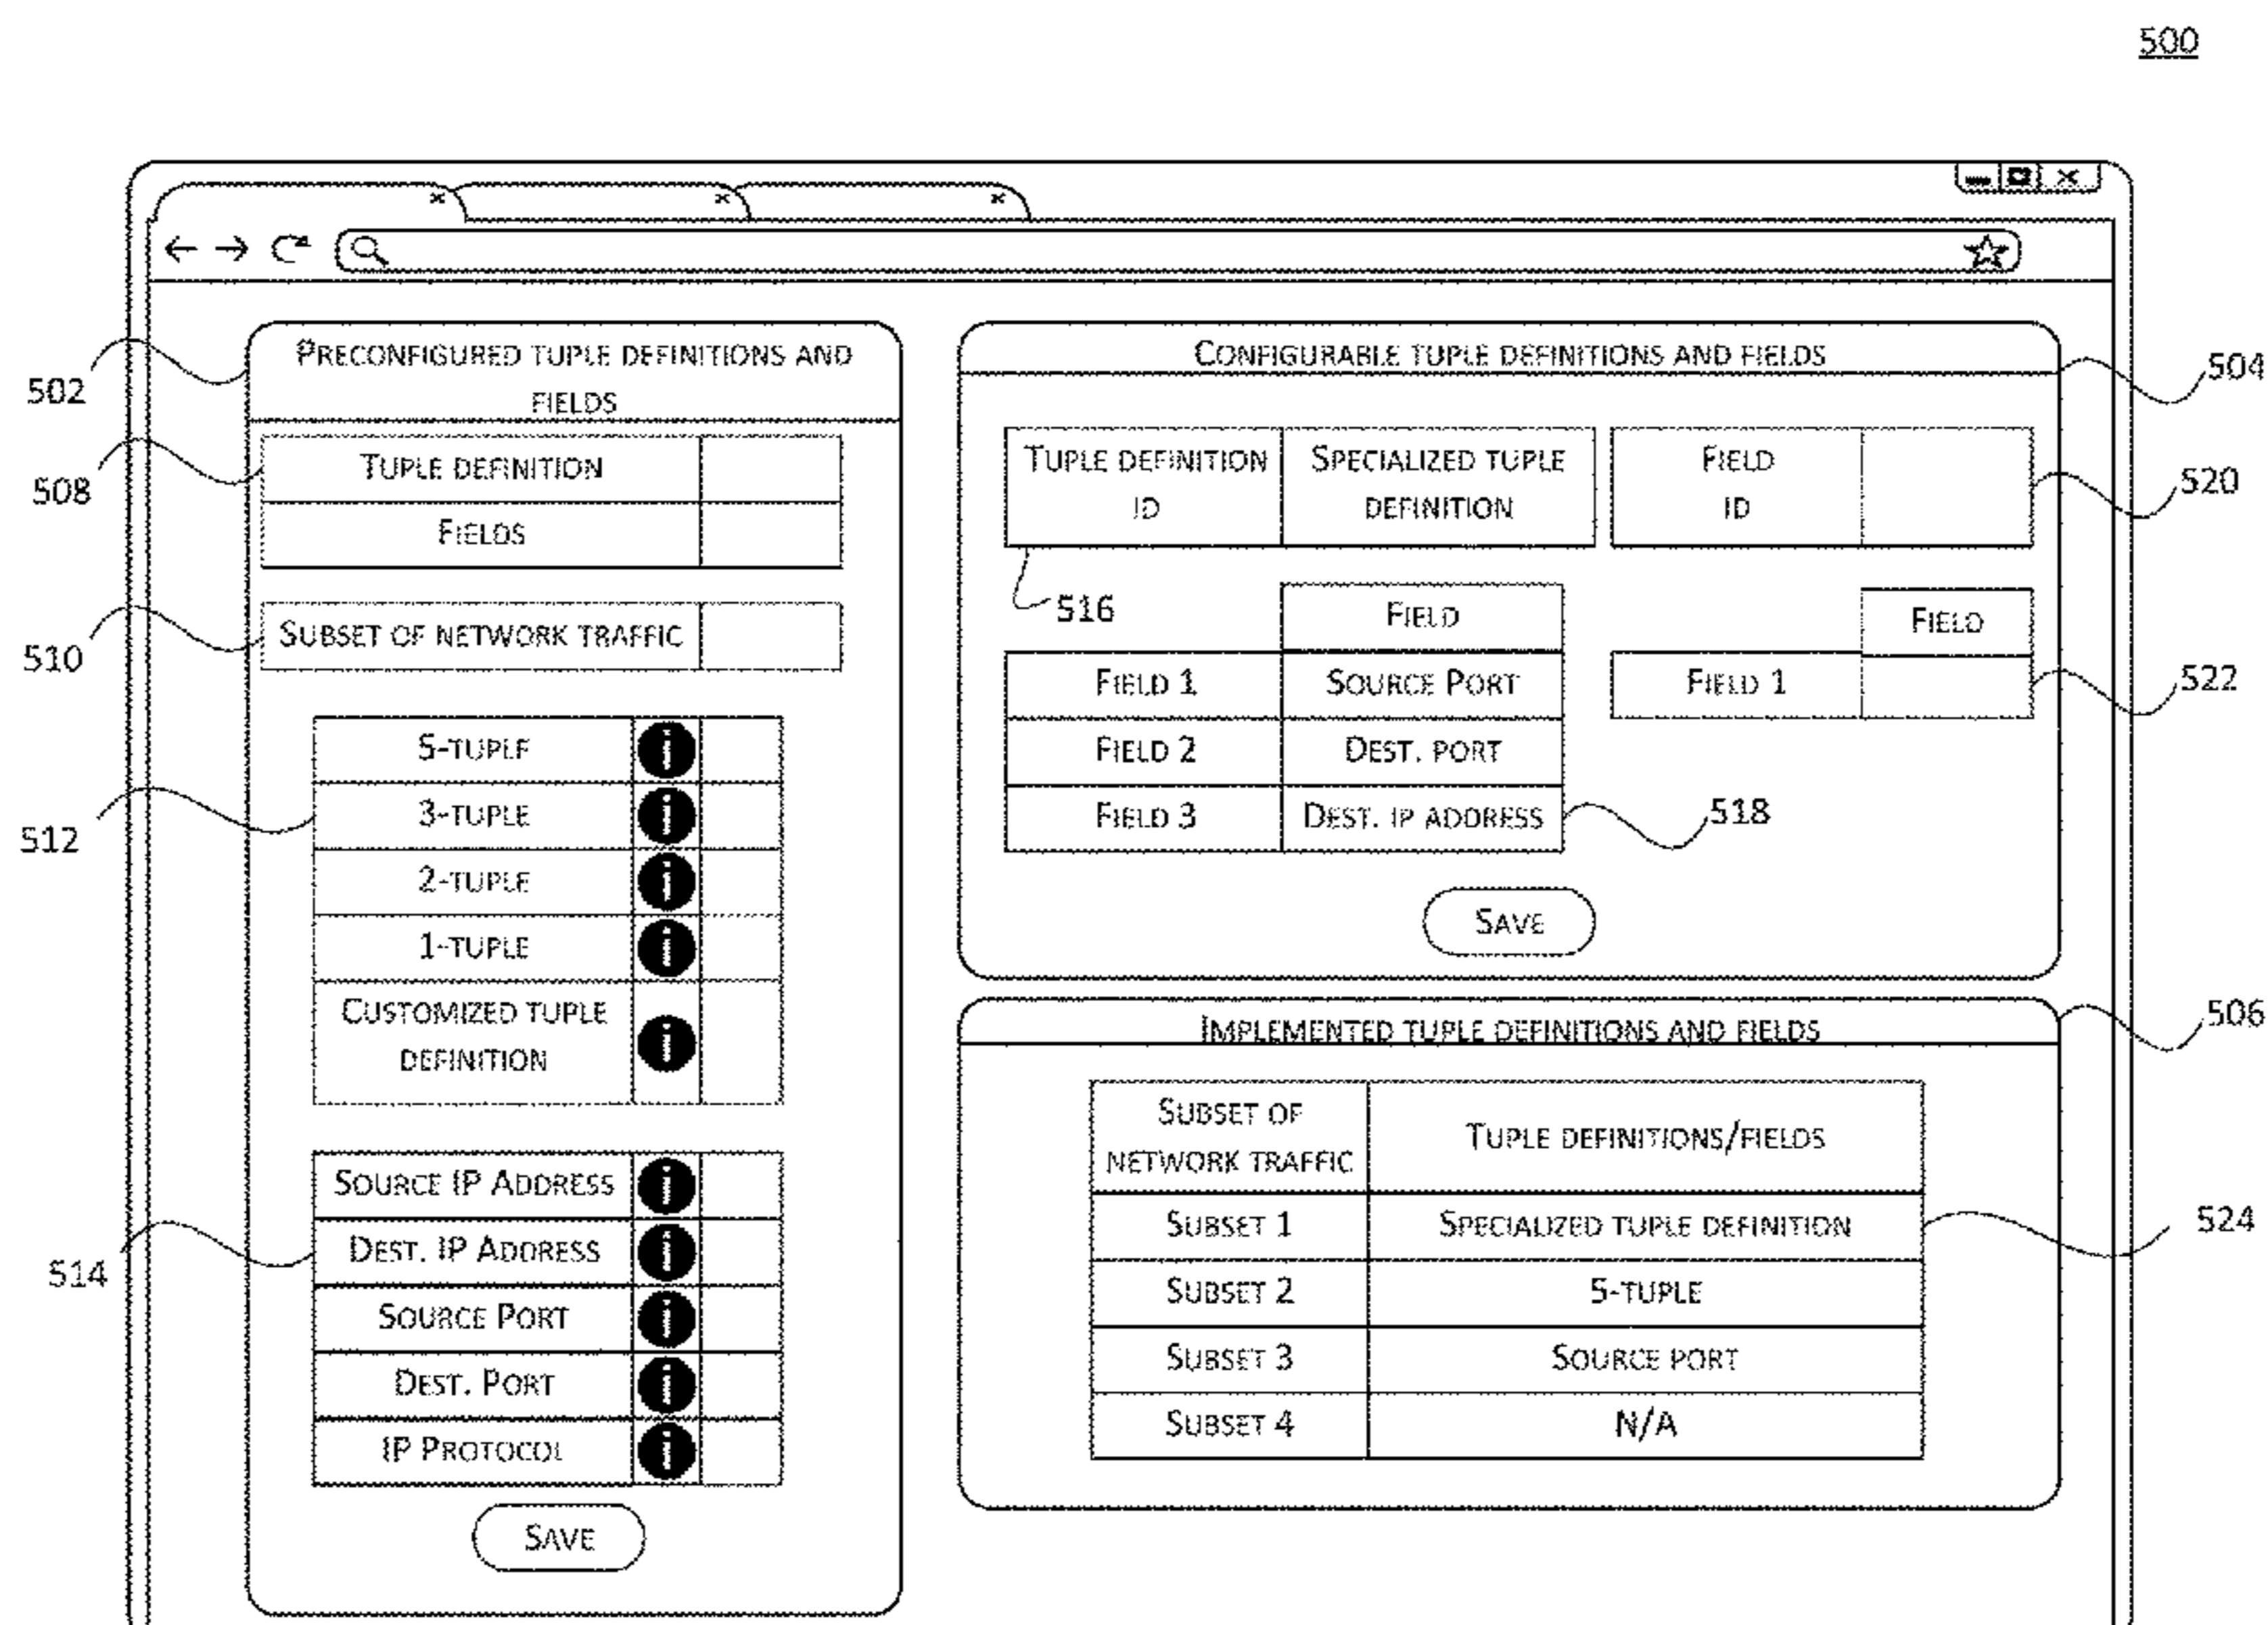 500
PRECONFIGURED TUPLE DEFINITIONS AND
FIELDS
502
TUPLE DEFINITION
508
FIELDS
SUBSET OF NETWORK TRAFFIC
510
5-TUPLE
3-TUPLE
512
2-TUPLE
1-TUPLE
CUSTOMIZED TUPLE
DEFINITION
SOURCE IP ADDRESS
DEST. IP ADDRESS
514
SOURCE PORT
DEST. PORT
IP PROTOCOL
SAVE
CONFIGURABLE TUPLE DEFINITIONS AND FIELDS
504
TUPLE DEFINITION
ID
SPECIALIZED TUPLE
DEFINITION
FIELD
ID
520
516
FIELD
FIELD 1 SOURCE PORT
FIELD 2 DEST. PORT
FIELD 3 DEST. IP ADDRESS
518
FIELD
FIELD 1
522
SAVE
IMPLEMENTED TUPLE DEFINITIONS AND FIELDS
506
SUBSET OF
NETWORK TRAFFIC
TUPLE DEFINITIONS/FIELDS
SUBSET 1 SPECIALIZED TUPLE DEFINITION
524
SUBSET 2 5-TUPLE
SUBSET 3 SOURCE PORT
SUBSET 4 N/A